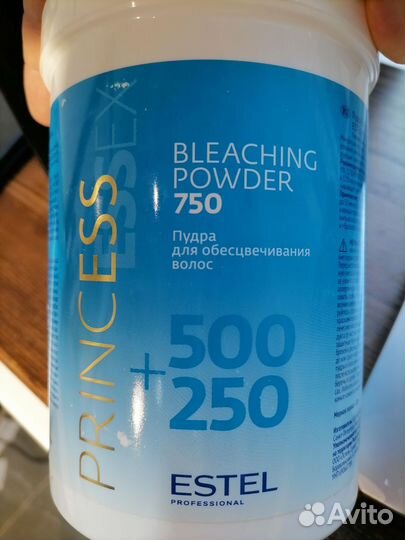 PRINCESS
ESSEX
BLEACHING
POWDER
750
Пудра
для обесцвечивания
волос
+500
250
ESTEL
PROFESSIONAL
Avito